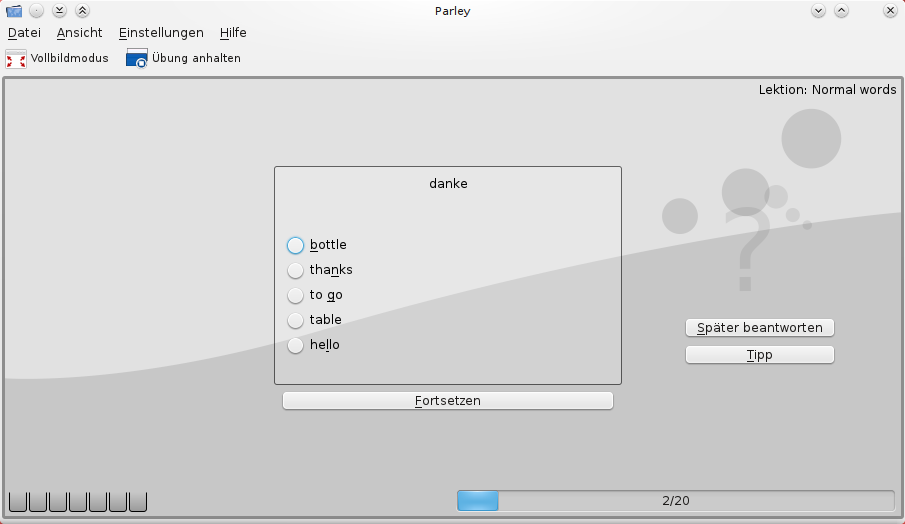 Parley
Datei Ansicht Einstellungen Hilfe
Vollbildmodus Übung anhalten
Lektion: Normal words
danke
bottle
thanks
to go
table
hello
?
Später beantworten
Tipp
Fortsetzen
2/20